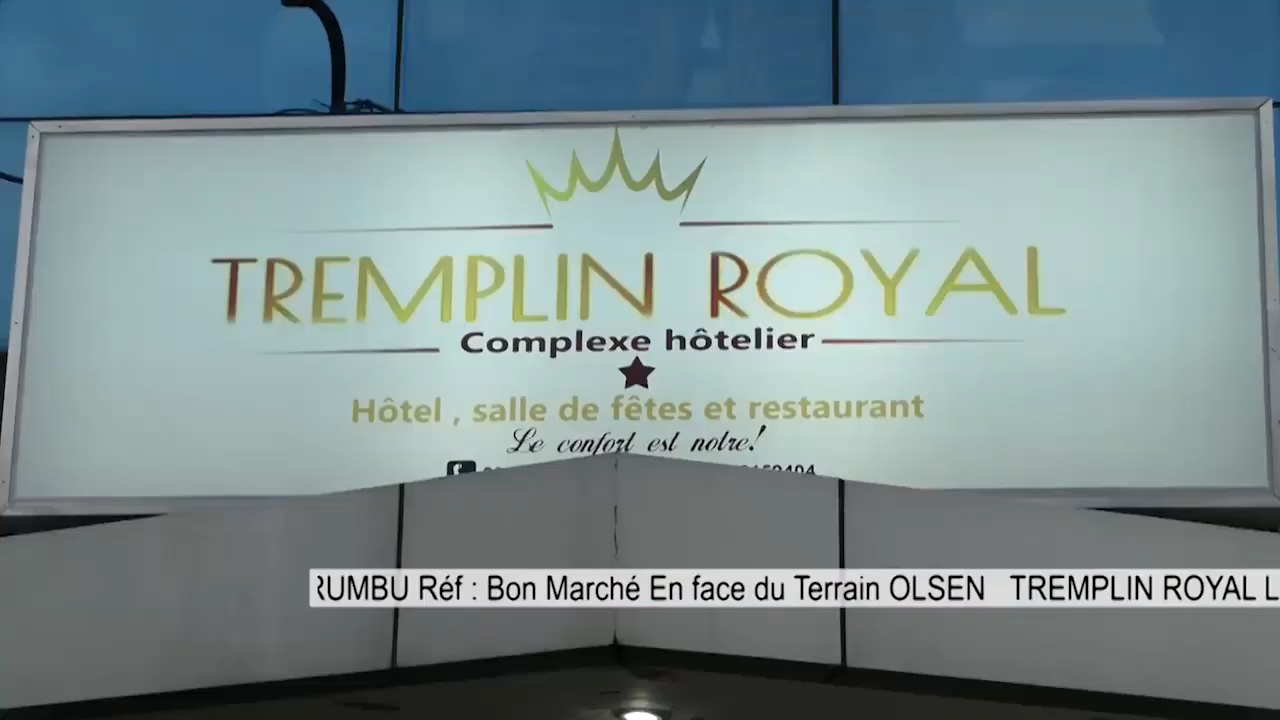 TREMPLIN ROYAL
Complexe hôtelier
Hôtel , salle de fêtes et restaurant
Le confort est notre!
RUMBU Réf : Bon Marché En face du Terrain OLSEN TREMPLIN ROYAL